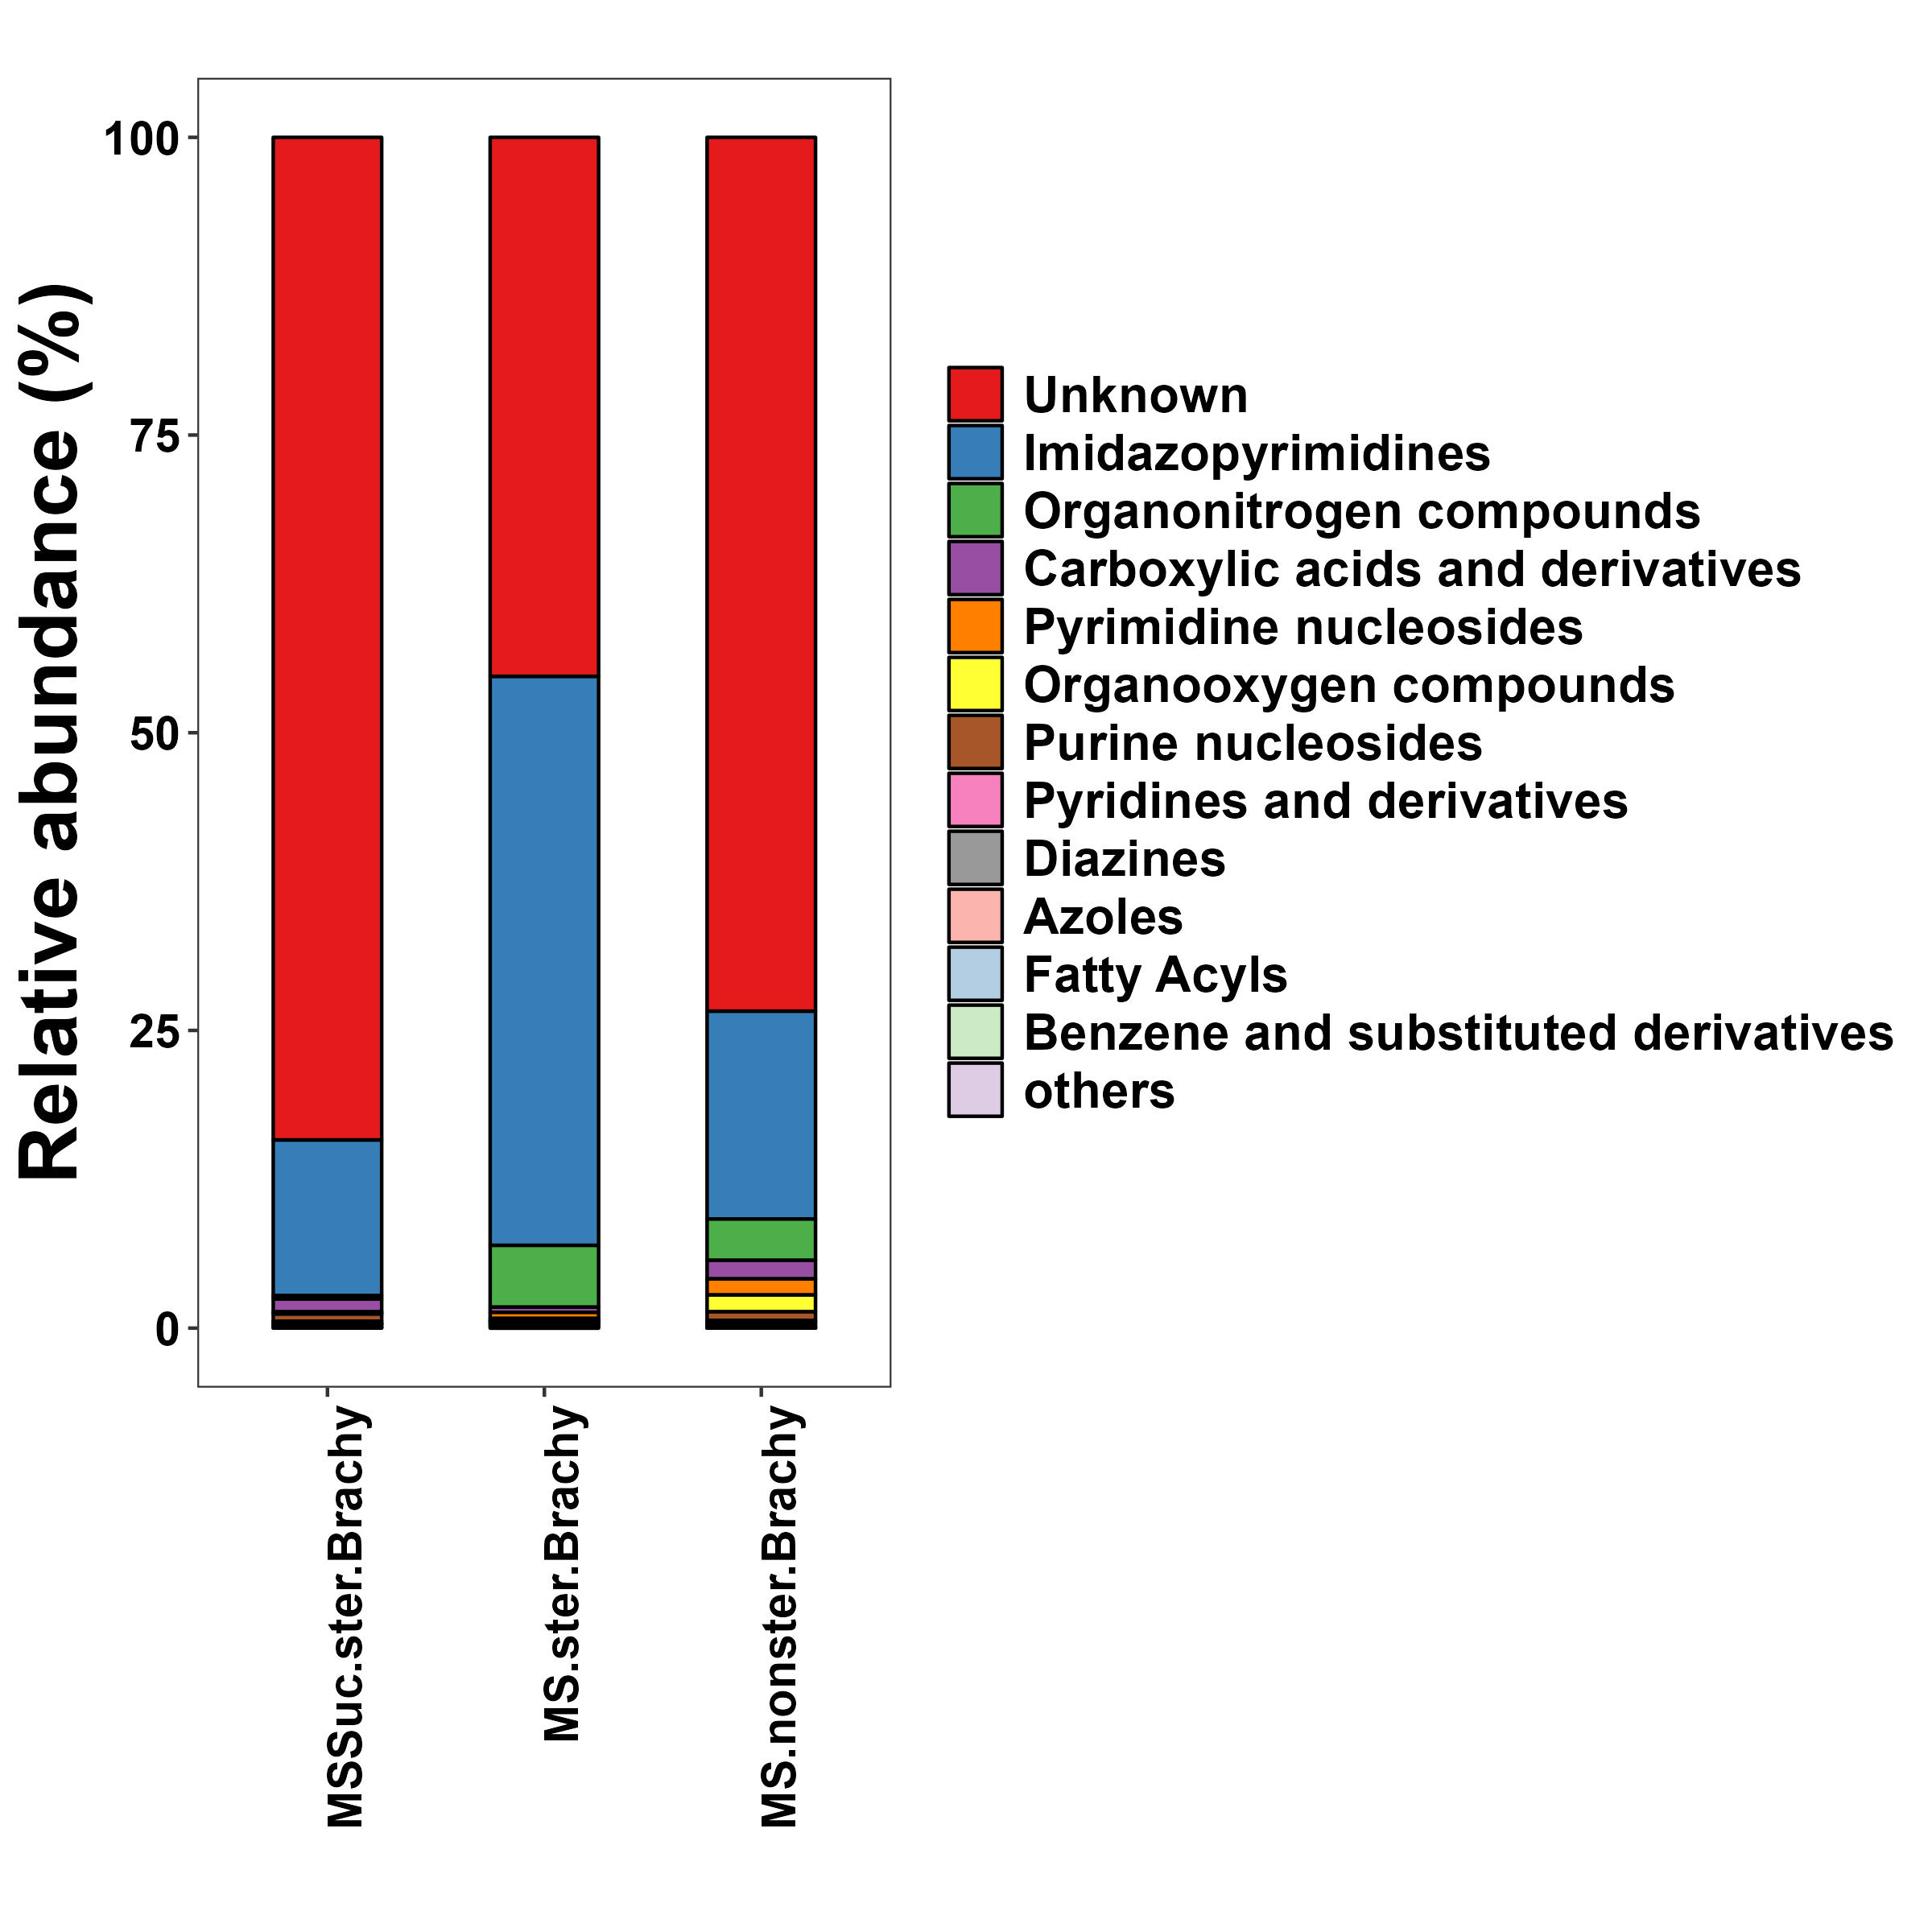 Relative abundance (%)
100
75
50
25
0
MSSuc.ster.Brachy
MS.ster.Brachy
MS.nonster.Brachy
Unknown
Imidazopyrimidines
Organonitrogen compounds
Carboxylic acids and derivatives
Pyrimidine nucleosides
Organooxygen compounds
Purine nucleosides
Pyridines and derivatives
Diazines
Azoles
Fatty Acyls
Benzene and substituted derivatives
others